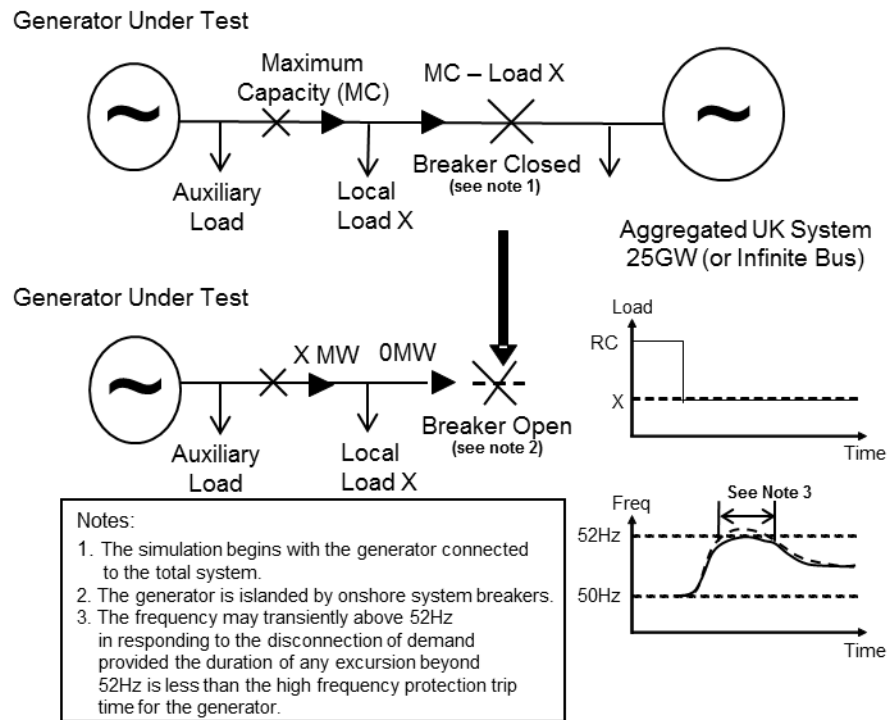 Generator Under Test
Maximum
Capacity (MC)
MC – Load X
~
~
Auxiliary
Load
Local
Load X
Breaker Closed
(see note 1)
Aggregated UK System
25GW (or Infinite Bus)
Generator Under Test
~
X MW
0MW
Auxiliary
Load
Local
Load X
Breaker Open
(see note 2)
Load
RC
X
Time
Freq
See Note 3
52Hz
50Hz
Time
Notes:
1. The simulation begins with the generator connected
to the total system.
2. The generator is islanded by onshore system breakers.
3. The frequency may transiently above 52Hz
in responding to the disconnection of demand
provided the duration of any excursion beyond
52Hz is less than the high frequency protection trip
time for the generator.